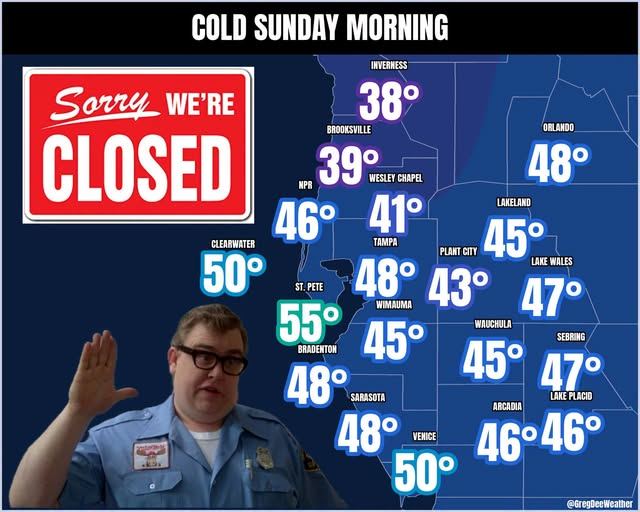 COLD SUNDAY MORNING
Sorry WE'RE
CLOSED
INVERNESS
38°
BROOKSVILLE
39°
ORLANDO
48°
NPR
46°
WESLEY CHAPEL
41°
LAKELAND
45°
CLEARWATER
50°
TAMPA
48°
PLANT CITY
43°
LAKE WALES
47°
ST. PETE
55°
WIMAUMA
45°
WAUCHULA
45°
SEBRING
47°
BRADENTON
48°
SARASOTA
48°
ARCADIA
46°
LAKE PLACID
46°
VENICE
50°
@GregDeeWeather